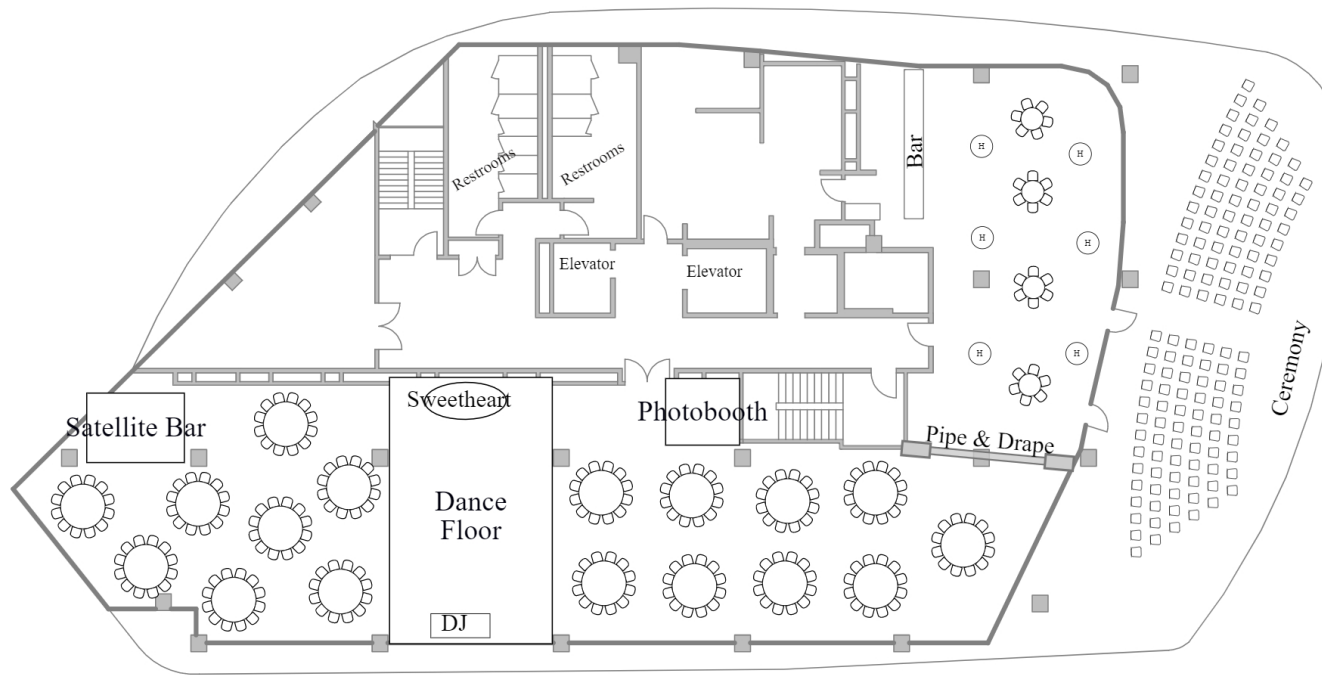 Restrooms
Restrooms
Bar
H
H
Elevator
Elevator
H
H
H
H
Ceremony
Satellite Bar
Sweetheart
Photobooth
Pipe & Drape
Dance
Floor
DJ